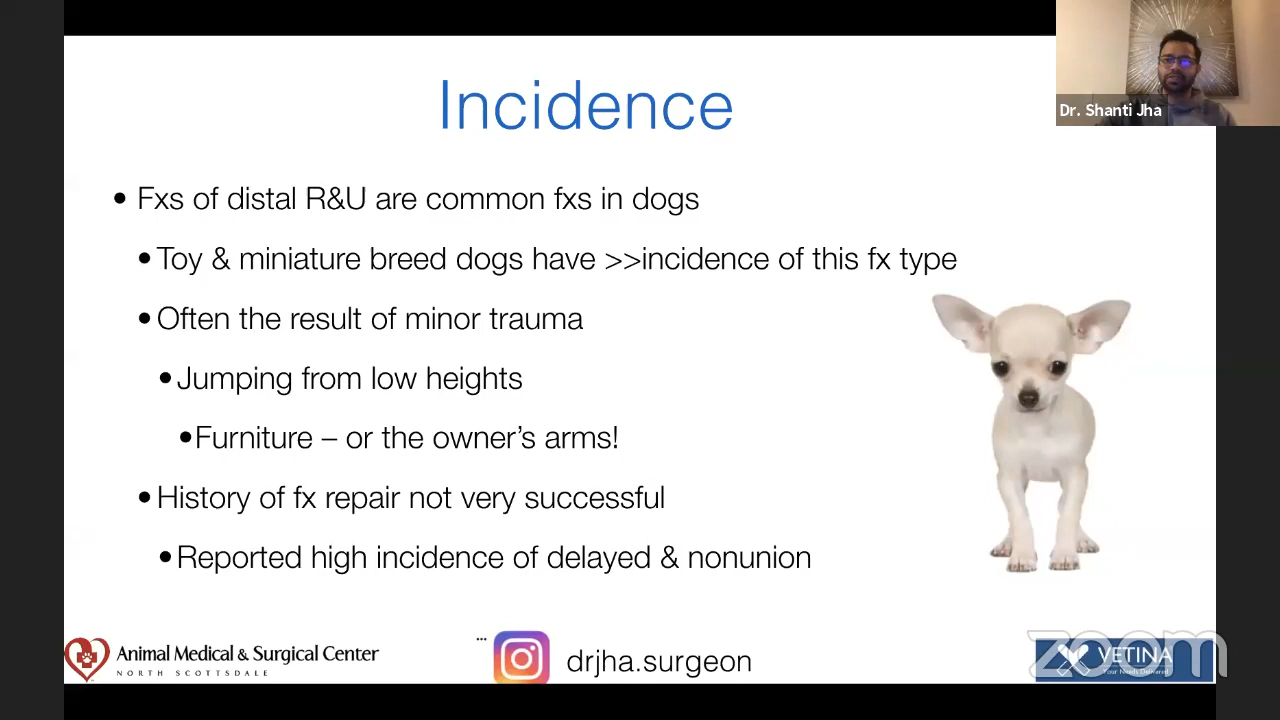 Incidence
Dr. Shanti Jha
• Fxs of distal R&U are common fxs in dogs
• Toy & miniature breed dogs have >>incidence of this fx type
• Often the result of minor trauma
• Jumping from low heights
• Furniture – or the owner’s arms!
• History of fx repair not very successful
• Reported high incidence of delayed & nonunion
Animal Medical & Surgical Center
NORTH SCOTTSDALE
drjha.surgeon
zoom
VETINA
Your Needs Delivered